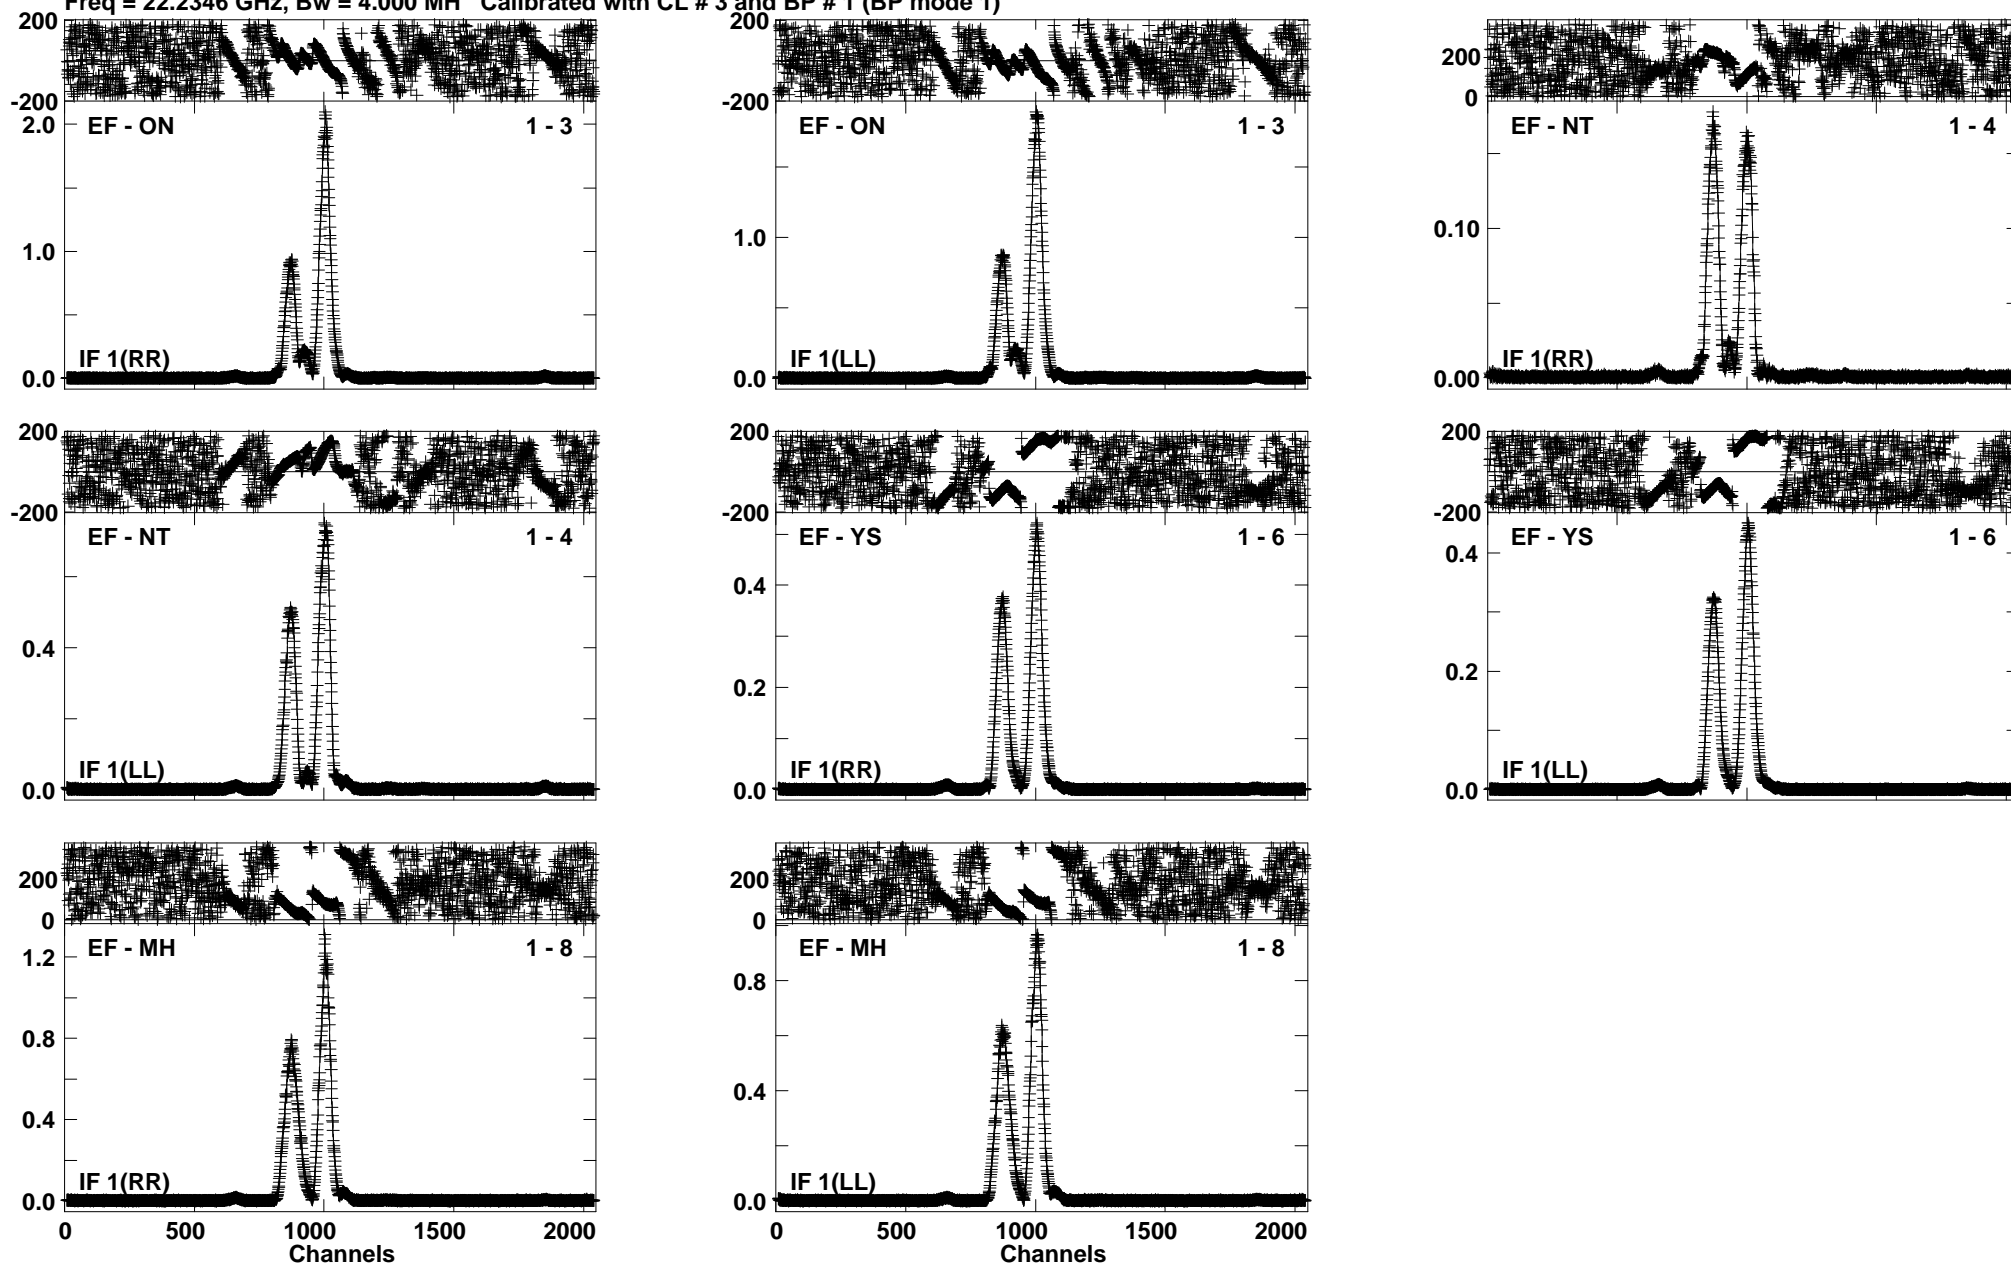 Freq = 22.2346 GHz, Bw = 4.000 MH Calibrated with CL # 3 and BP # 1 (BP mode 1)
200
-200
EF - ON 1 - 3
2.0
1.0
0.0
IF 1(RR)
200
-200
EF - ON 1 - 3
1.0
0.0
IF 1(LL)
200
0
EF - NT 1 - 4
0.10
0.00
IF 1(RR)
200
-200
EF - NT 1 - 4
0.4
0.0
IF 1(LL)
200
-200
EF - YS 1 - 6
0.4
0.2
0.0
IF 1(RR)
200
-200
EF - YS 1 - 6
0.4
0.2
0.0
IF 1(LL)
200
0
EF - MH 1 - 8
1.2
0.8
0.4
0.0
IF 1(RR)
0 500 1000 1500 2000
Channels
200
0
EF - MH 1 - 8
0.8
0.4
0.0
IF 1(LL)
0 500 1000 1500 2000
Channels